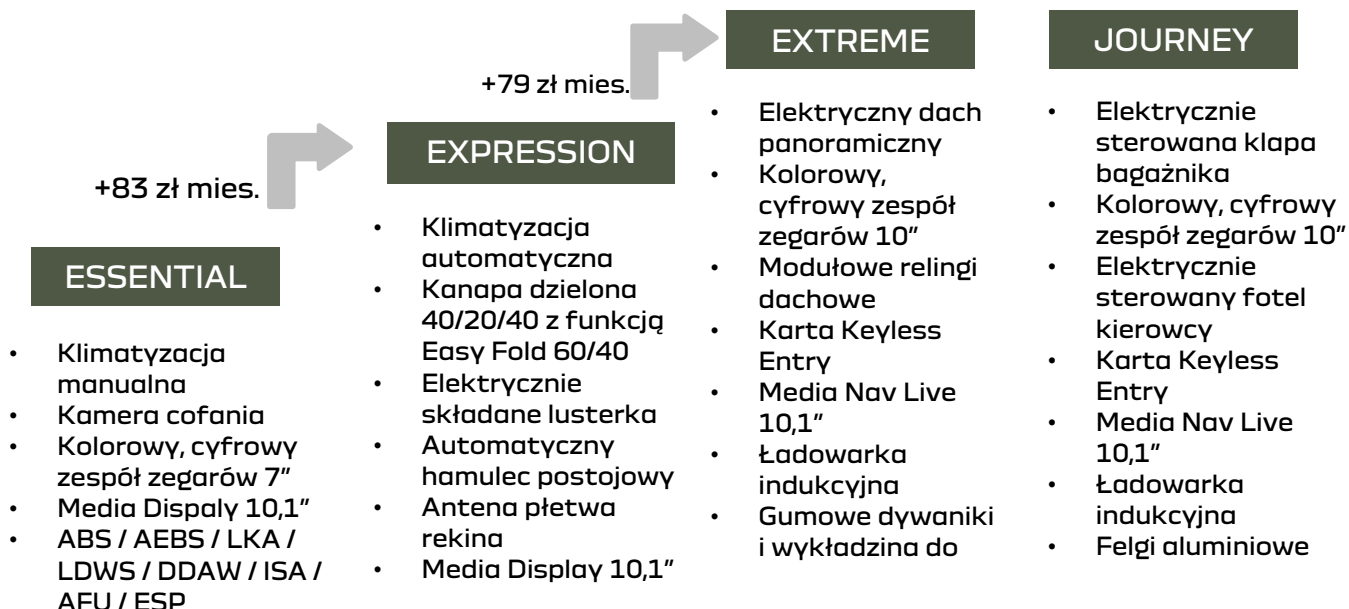 ESSENTIAL
• Klimatyzacja
manualna
• Kamera cofania
• Kolorowy, cyfrowy
zespół zegarów 7”
• Media Dispaly 10,1”
• ABS / AEBS / LKA /
LDWS / DDAW / ISA /
AFU / ESP
+83 zł mies.
EXPRESSION
• Klimatyzacja
automatyczna
• Kanapa dzielona
40/20/40 z funkcją
Easy Fold 60/40
• Elektrycznie
składane lusterka
• Automatyczny
hamulec postojowy
• Antena płetwa
rekina
• Media Display 10,1”
+79 zł mies.
EXTREME
• Elektryczny dach
panoramiczny
• Kolorowy,
cyfrowy zespół
zegarów 10”
• Modułowe relingi
dachowe
• Karta Keyless
Entry
• Media Nav Live
10,1”
• Ładowarka
indukcyjna
• Gumowe dywaniki
i wykładzina do
JOURNEY
• Elektrycznie
sterowana klapa
bagażnika
• Kolorowy, cyfrowy
zespół zegarów 10”
• Elektrycznie
sterowany fotel
kierowcy
• Karta Keyless
Entry
• Media Nav Live
10,1”
• Ładowarka
indukcyjna
• Felgi aluminiowe